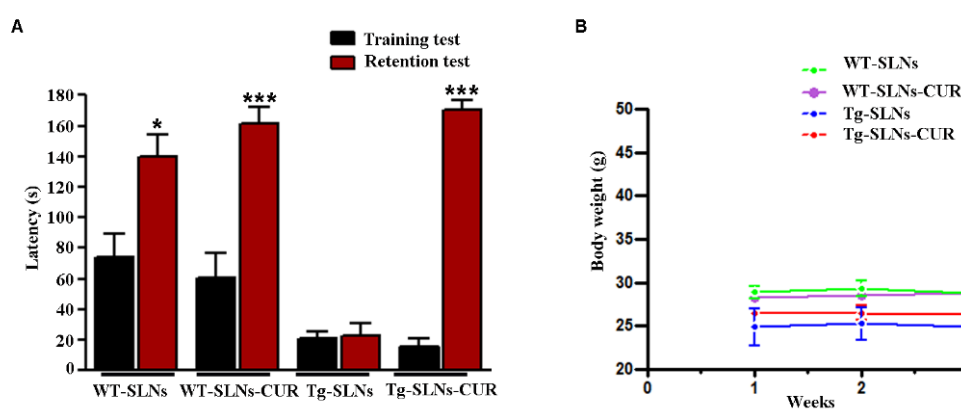 A
Training test
Retention test
Latency (s)
180
160
140
120
100
80
60
40
20
0
*
***
***
WT-SLNs
WT-SLNs-CUR
Tg-SLNs
Tg-SLNs-CUR
B
WT-SLNs
WT-SLNs-CUR
Tg-SLNs
Tg-SLNs-CUR
Body weight (g)
50
45
40
35
30
25
20
0
1
2
Weeks